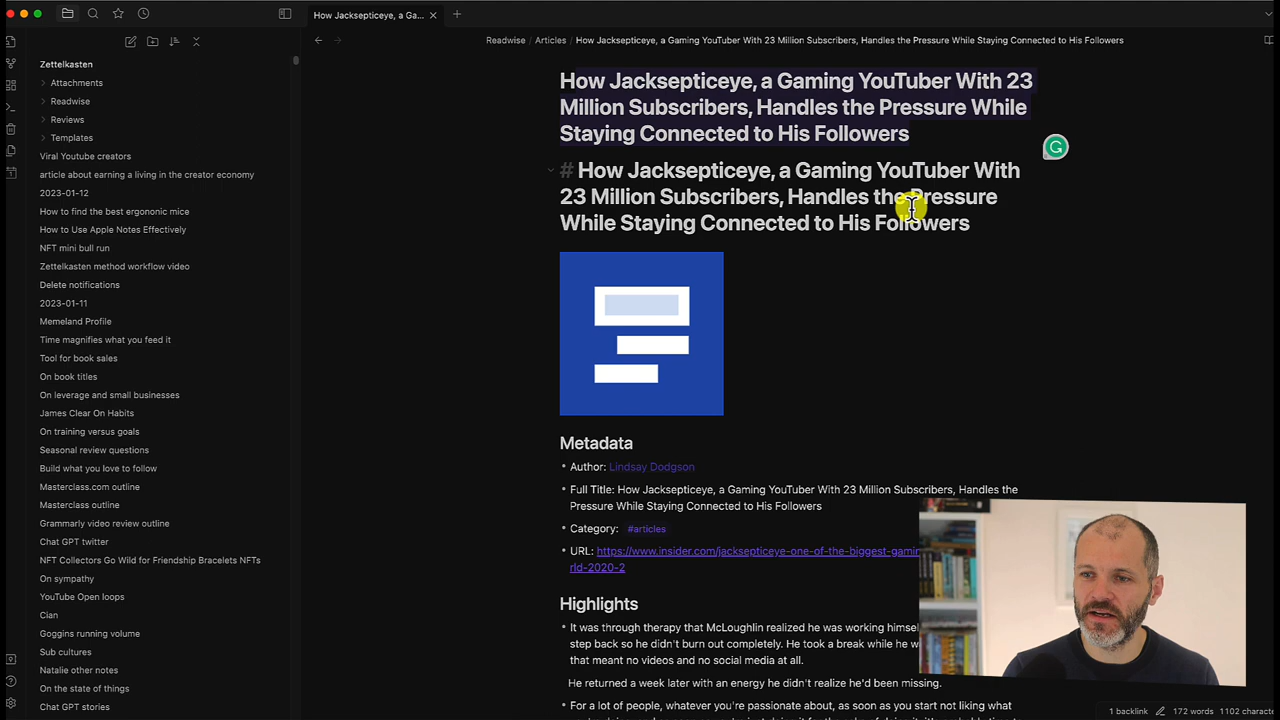 How Jacksepticeye, a Ga...
Readwise / Articles / How Jacksepticeye, a Gaming YouTuber With 23 Million Subscribers, Handles the Pressure While Staying Connected to His Followers
Zettelkasten
Attachments
Readwise
Reviews
Templates
Viral Youtube creators
article about earning a living in the creator economy
2023-01-12
How to find the best ergononic mice
How to Use Apple Notes Effectively
NFT mini bull run
Zettelkasten method workflow video
Delete notifications
2023-01-11
Memeland Profile
Time magnifies what you feed it
Tool for book sales
On book titles
On leverage and small businesses
James Clear On Habits
On training versus goals
Seasonal review questions
Build what you love to follow
Masterclass.com outline
Masterclass outline
Grammarly video review outline
Chat GPT twitter
NFT Collectors Go Wild for Friendship Bracelets NFTs
On sympathy
YouTube Open loops
Cian
Goggins running volume
Sub cultures
Natalie other notes
On the state of things
Chat GPT stories
How Jacksepticeye, a Gaming YouTuber With 23
Million Subscribers, Handles the Pressure While
Staying Connected to His Followers
# How Jacksepticeye, a Gaming YouTuber With
23 Million Subscribers, Handles the Pressure
While Staying Connected to His Followers
Metadata
• Author: Lindsay Dodgson
• Full Title: How Jacksepticeye, a Gaming YouTuber With 23 Million Subscribers, Handles the
Pressure While Staying Connected to His Followers
• Category: #articles
• URL: https://www.insider.com/jacksepticeye-one-of-the-biggest-gamin
rld-2020-2
Highlights
• It was through therapy that McLoughlin realized he was working himse
step back so he didn't burn out completely. He took a break while he w
that meant no videos and no social media at all.
He returned a week later with an energy he didn't realize he'd been missing.
• For a lot of people, whatever you're passionate about, as soon as you start not liking what
1 backlink 172 words 1102 characte